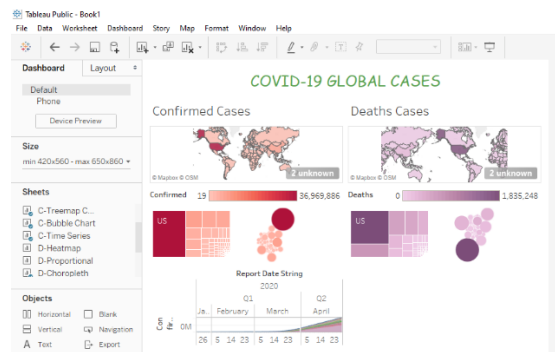 Tableau Public - Book1
File Data Worksheet Dashboard Story Map Format Window Help
Dashboard Layout
Default
Phone
Device Preview
Size
min 420x560 - max 650x860
Sheets
C-Treemap C...
C-Bubble Chart
C-Time Series
D-Heatmap
D-Proportional
D-Choropleth
Objects
Horizontal Blank
Vertical Navigation
A Text Export
COVID-19 GLOBAL CASES
Confirmed Cases Deaths Cases
© Mapbox © OSM 2 unknown © Mapbox © OSM 2 unknown
Confirmed 19 36,969,886 Deaths 0 1,835,248
US US
Report Date String
2020
Q1 Q2
Ja.. February March April
Con fir.. 0M
26 5 14 23 5 14 23 5 14 23